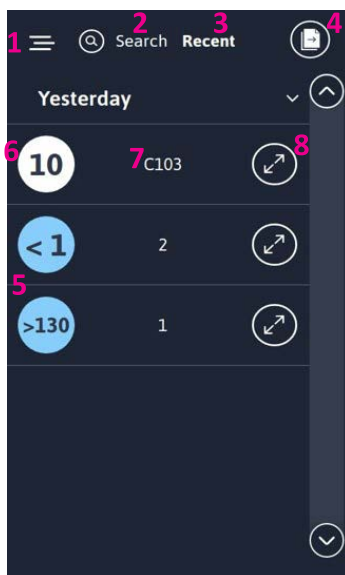 1 2 Search 3 Recent 4
Yesterday
6 10 7 C103 8
< 1 2
5
>130 1